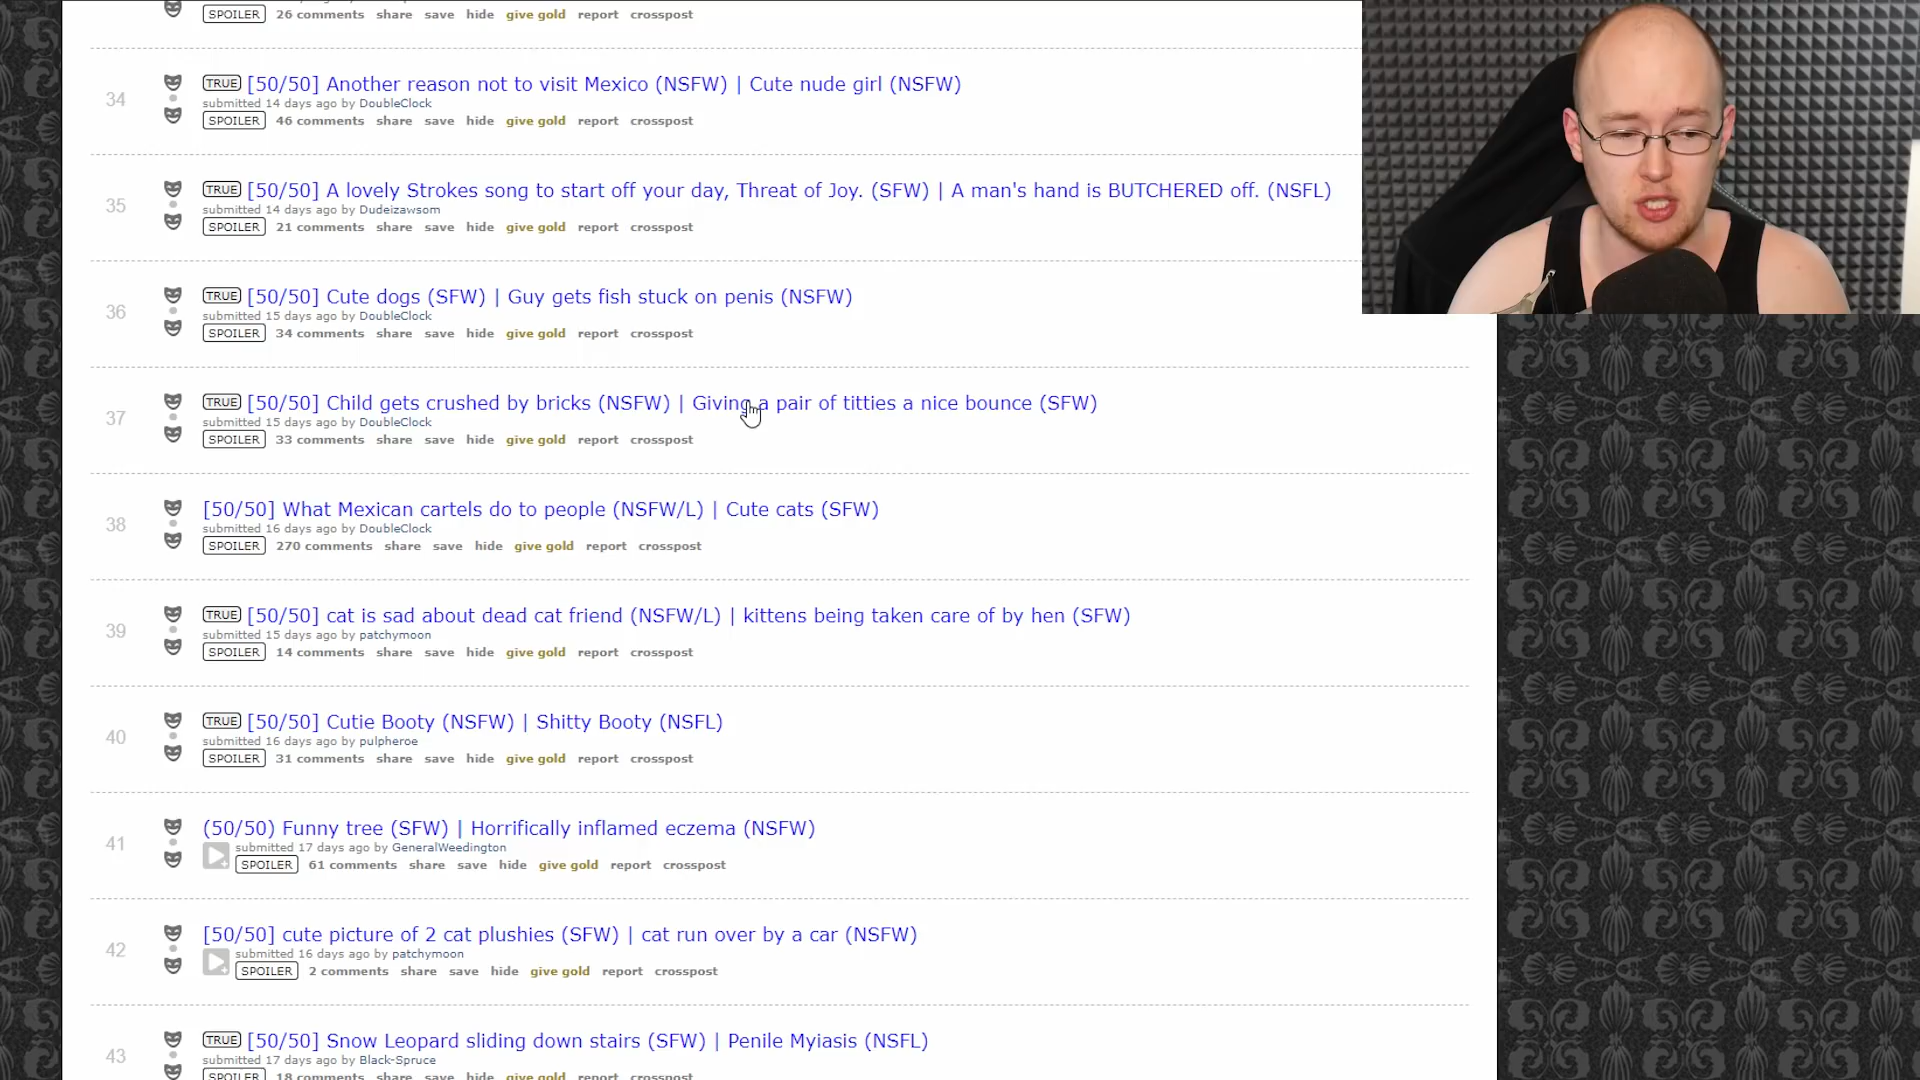 SPOILER 26 comments share save hide give gold report crosspost
34
TRUE [50/50] Another reason not to visit Mexico (NSFW) | Cute nude girl (NSFW)
submitted 14 days ago by DoubleClock
SPOILER 46 comments share save hide give gold report crosspost
35
TRUE [50/50] A lovely Strokes song to start off your day, Threat of Joy. (SFW) | A man's hand is BUTCHERED off. (NSFL)
submitted 14 days ago by Dudeizawsom
SPOILER 21 comments share save hide give gold report crosspost
36
TRUE [50/50] Cute dogs (SFW) | Guy gets fish stuck on penis (NSFW)
submitted 15 days ago by DoubleClock
SPOILER 34 comments share save hide give gold report crosspost
37
TRUE [50/50] Child gets crushed by bricks (NSFW) | Giving a pair of titties a nice bounce (SFW)
submitted 15 days ago by DoubleClock
SPOILER 33 comments share save hide give gold report crosspost
38
[50/50] What Mexican cartels do to people (NSFW/L) | Cute cats (SFW)
submitted 16 days ago by DoubleClock
SPOILER 270 comments share save hide give gold report crosspost
39
TRUE [50/50] cat is sad about dead cat friend (NSFW/L) | kittens being taken care of by hen (SFW)
submitted 15 days ago by patchymoon
SPOILER 14 comments share save hide give gold report crosspost
40
TRUE [50/50] Cutie Booty (NSFW) | Shitty Booty (NSFL)
submitted 16 days ago by pulpheroe
SPOILER 31 comments share save hide give gold report crosspost
41
(50/50) Funny tree (SFW) | Horrifically inflamed eczema (NSFW)
submitted 17 days ago by GeneralWeedington
SPOILER 61 comments share save hide give gold report crosspost
42
[50/50] cute picture of 2 cat plushies (SFW) | cat run over by a car (NSFW)
submitted 16 days ago by patchymoon
SPOILER 2 comments share save hide give gold report crosspost
43
TRUE [50/50] Snow Leopard sliding down stairs (SFW) | Penile Myiasis (NSFL)
submitted 17 days ago by Black-Spruce
SPOILER 18 comments share save hide give gold report crosspost